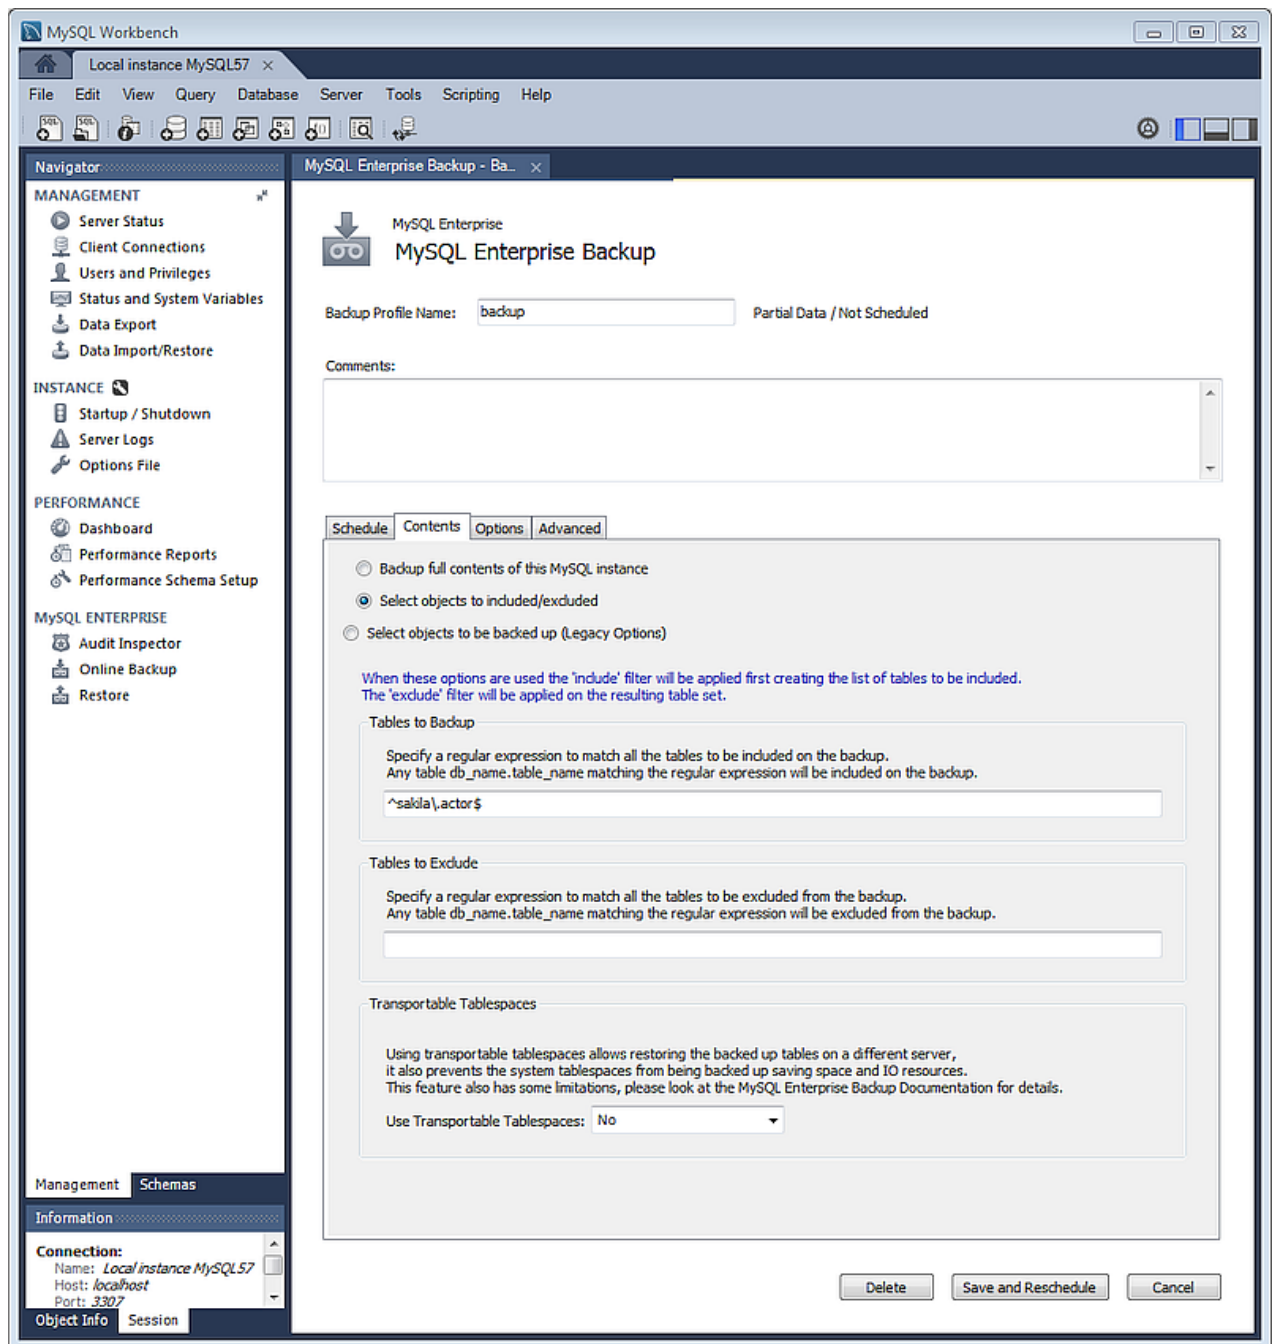 MySQL Workbench
Local instance MySQL57 ×
File Edit View Query Database Server Tools Scripting Help
Navigator
MySQL Enterprise Backup - Ba... ×
MANAGEMENT
Server Status
Client Connections
Users and Privileges
Status and System Variables
Data Export
Data Import/Restore
INSTANCE
Startup / Shutdown
Server Logs
Options File
PERFORMANCE
Dashboard
Performance Reports
Performance Schema Setup
MySQL ENTERPRISE
Audit Inspector
Online Backup
Restore
Management Schemas
Information
Connection:
Name: Local instance MySQL57
Host: localhost
Port: 3307
Object Info Session
MySQL Enterprise
MySQL Enterprise Backup
Backup Profile Name: backup Partial Data / Not Scheduled
Comments:
Schedule Contents Options Advanced
Backup full contents of this MySQL instance
Select objects to included/excluded
Select objects to be backed up (Legacy Options)
When these options are used the 'include' filter will be applied first creating the list of tables to be included.
The 'exclude' filter will be applied on the resulting table set.
Tables to Backup
Specify a regular expression to match all the tables to be included on the backup.
Any table db_name.table_name matching the regular expression will be included on the backup.
^sakila\.actor$
Tables to Exclude
Specify a regular expression to match all the tables to be excluded from the backup.
Any table db_name.table_name matching the regular expression will be excluded from the backup.
Transportable Tablespaces
Using transportable tablespaces allows restoring the backed up tables on a different server,
it also prevents the system tablespaces from being backed up saving space and IO resources.
This feature also has some limitations, please look at the MySQL Enterprise Backup Documentation for details.
Use Transportable Tablespaces: No
Delete Save and Reschedule Cancel